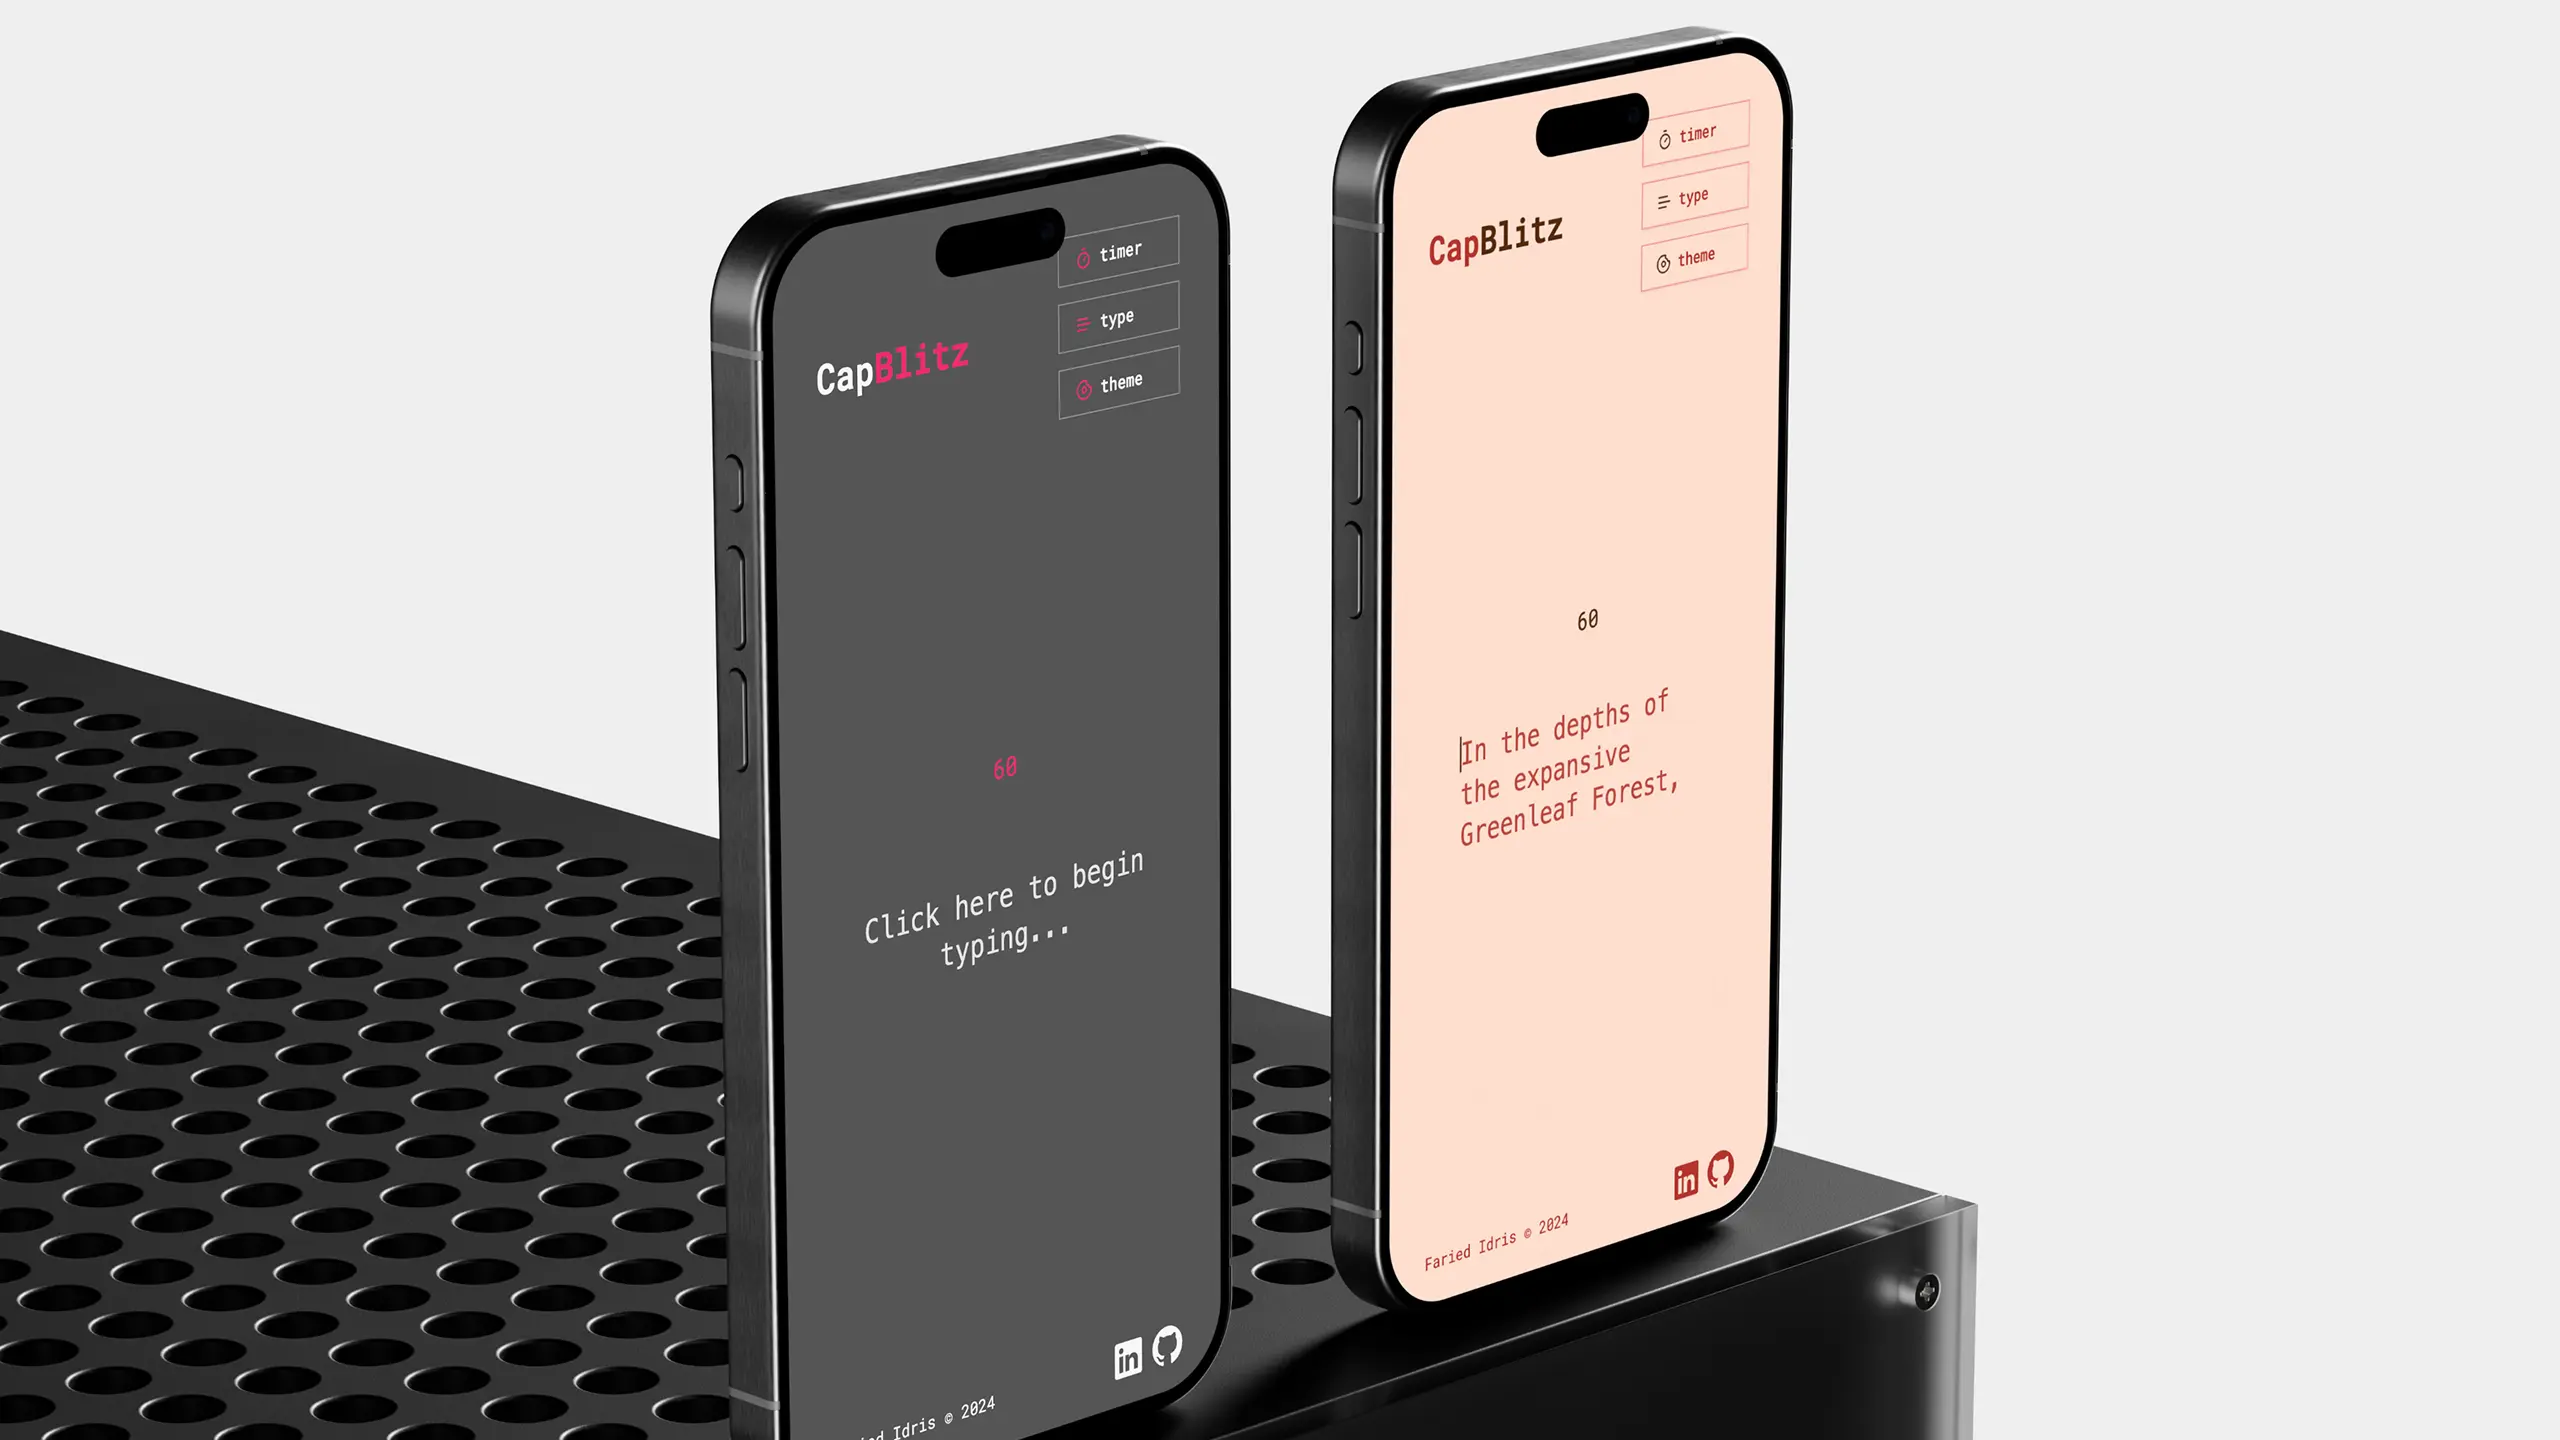 timer
type
CapBlitz
theme
60
Click here to begin
typing...
Idris © 2024
timer
type
CapBlitz
theme
60
In the depths of
the expansive
Greenleaf Forest,
Faried Idris © 2024